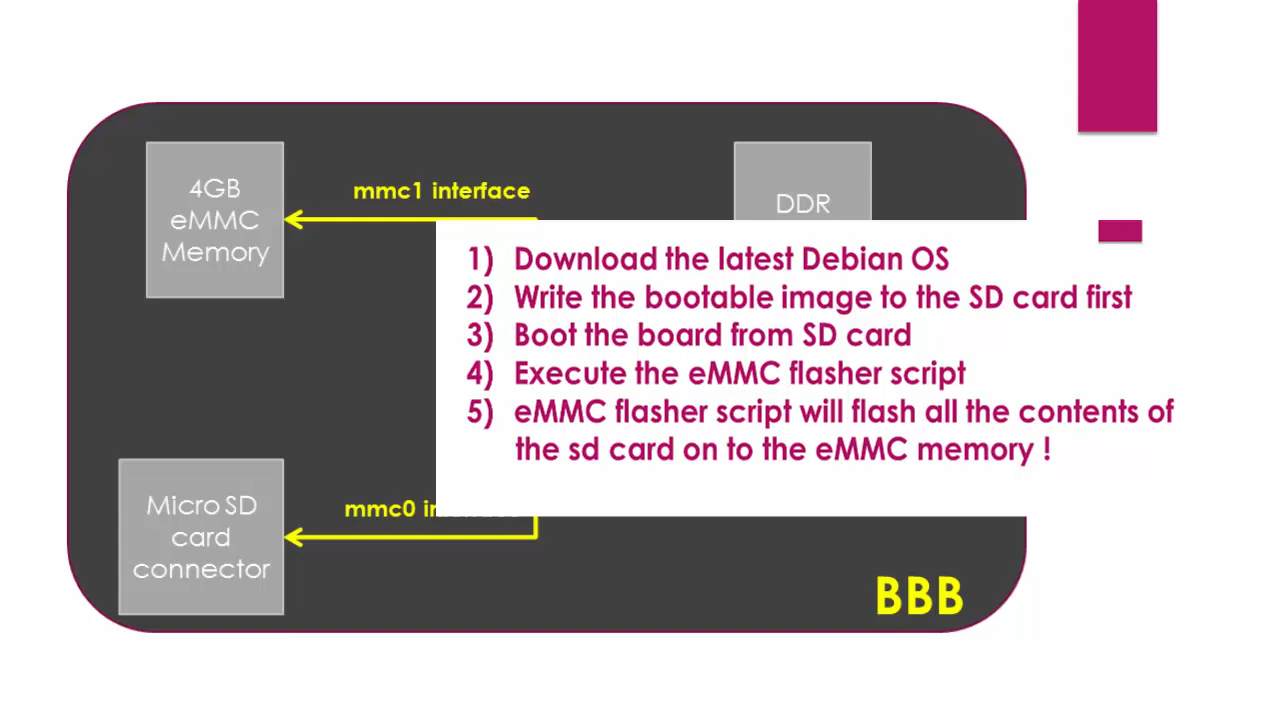 4GB
eMMC
Memory
mmc1 interface
DDR
1) Download the latest Debian OS
2) Write the bootable image to the SD card first
3) Boot the board from SD card
4) Execute the eMMC flasher script
5) eMMC flasher script will flash all the contents of
the sd card on to the eMMC memory !
Micro SD
card
connector
mmc0
BBB